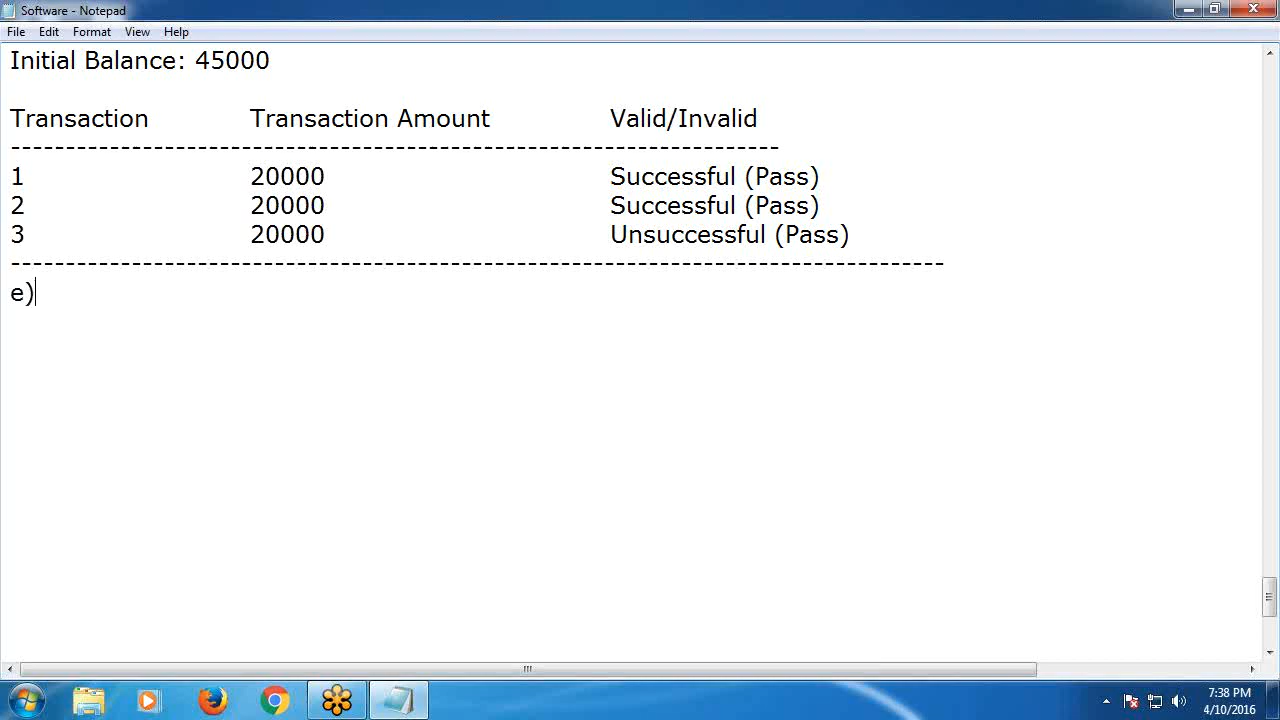 Software - Notepad
File Edit Format View Help
Initial Balance: 45000
Transaction Transaction Amount Valid/Invalid
----------------------------------------------------------------------
1 20000 Successful (Pass)
2 20000 Successful (Pass)
3 20000 Unsuccessful (Pass)
-------------------------------------------------------------------------------------
e)
7:38 PM
4/10/2016